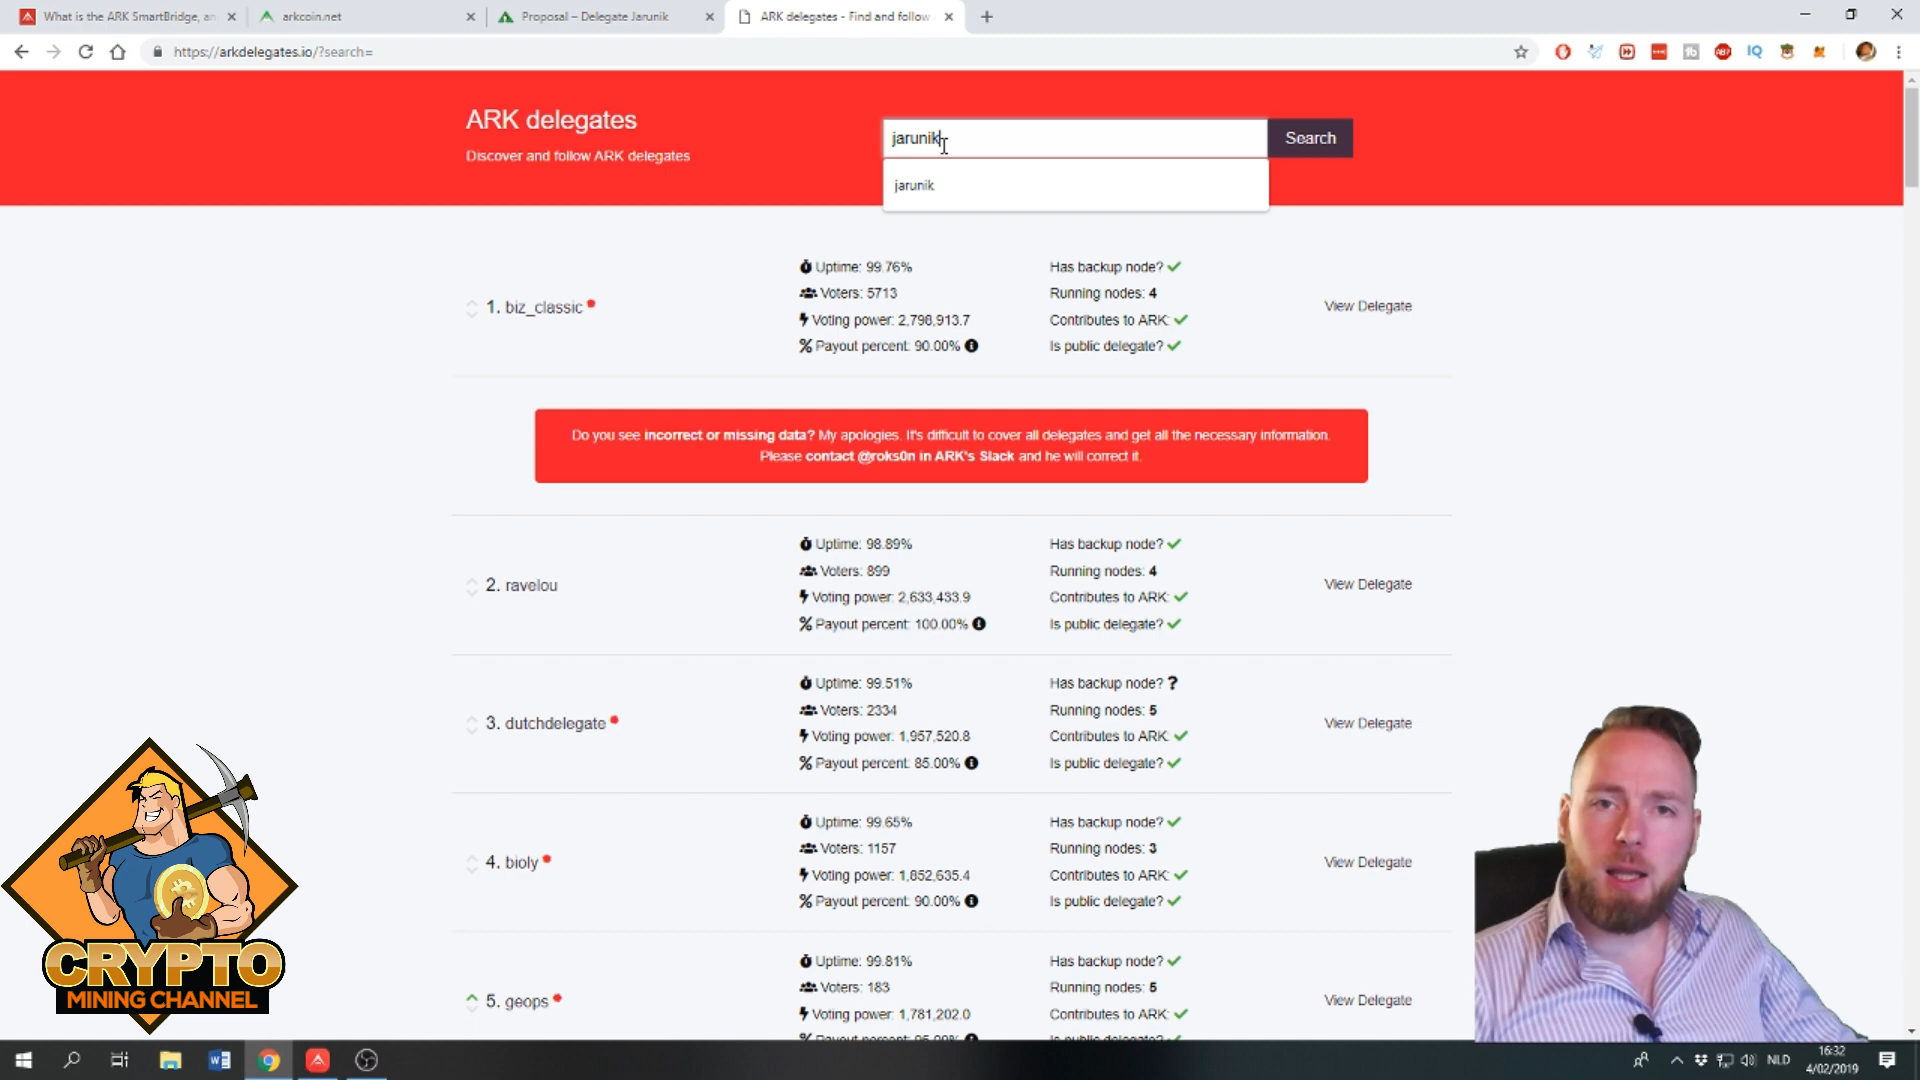 What is the ARK SmartBridge, an
arkcoin.net
Proposal – Delegate Jarunik
ARK delegates - Find and follow
https://arkdelegates.io/?search=
ARK delegates
Discover and follow ARK delegates
jarunik
Search
jarunik
1. biz_classic
Uptime: 99.76%
Voters: 5713
Voting power: 2,798,913.7
% Payout percent: 90.00%
Has backup node?
Running nodes: 4
Contributes to ARK:
Is public delegate?
View Delegate
Do you see incorrect or missing data? My apologies. It's difficult to cover all delegates and get all the necessary information.
Please contact @roks0n in ARK's Slack and he will correct it.
2. ravelou
Uptime: 98.89%
Voters: 899
Voting power: 2,633,433.9
% Payout percent: 100.00%
Has backup node?
Running nodes: 4
Contributes to ARK:
Is public delegate?
View Delegate
3. dutchdelegate
Uptime: 99.51%
Voters: 2334
Voting power: 1,957,520.8
% Payout percent: 85.00%
Has backup node? ?
Running nodes: 5
Contributes to ARK:
Is public delegate?
View Delegate
4. bioly
Uptime: 99.65%
Voters: 1157
Voting power: 1,852,635.4
% Payout percent: 90.00%
Has backup node?
Running nodes: 3
Contributes to ARK:
Is public delegate?
View Delegate
5. geops
Uptime: 99.81%
Voters: 183
Voting power: 1,781,202.0
Has backup node?
Running nodes: 5
Contributes to ARK:
View Delegate
CRYPTO
MINING CHANNEL
NLD
16:32
4/02/2019